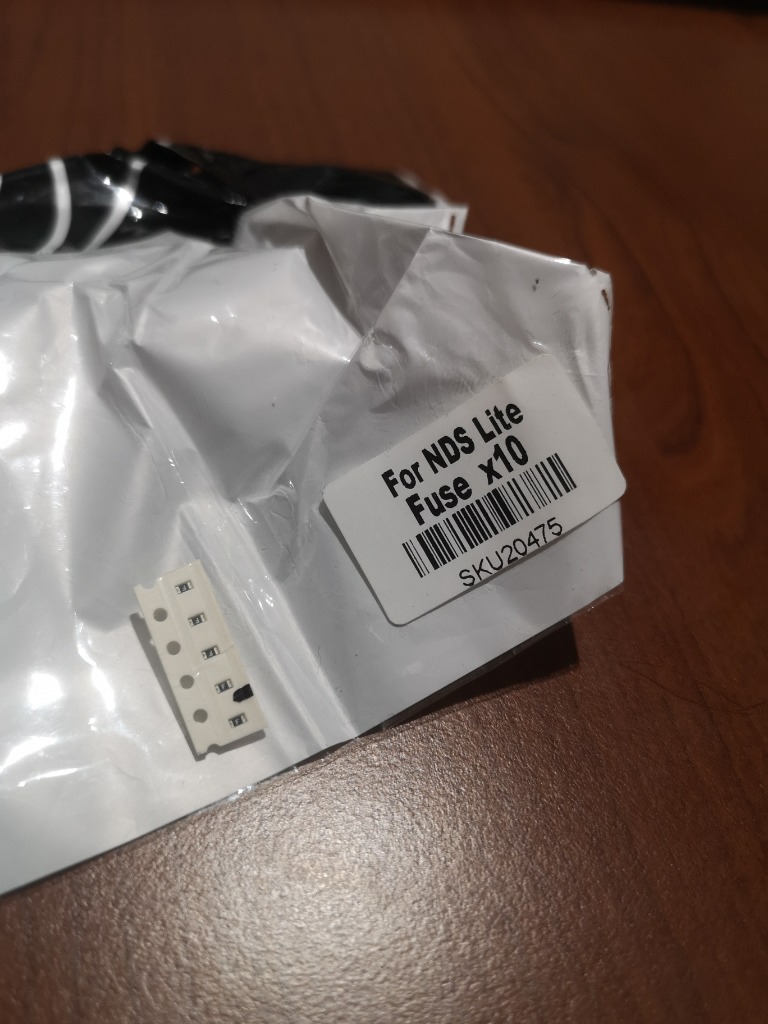 For NDS Lite
Fuse x10
SKU20475